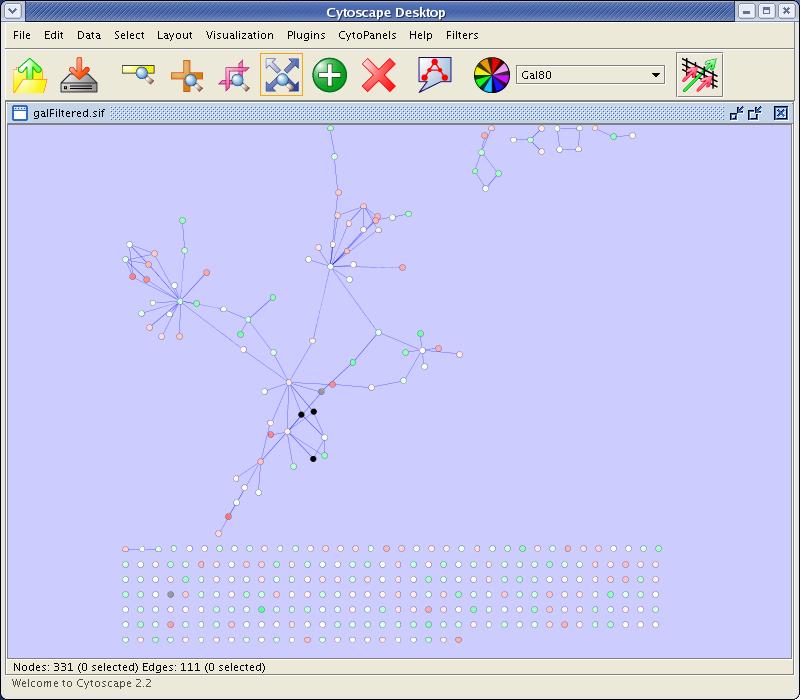 Cytoscape Desktop
File Edit Data Select Layout Visualization Plugins CytoPanels Help Filters
Gal80
galFiltered.sif
Nodes: 331 (0 selected) Edges: 111 (0 selected)
Welcome to Cytoscape 2.2